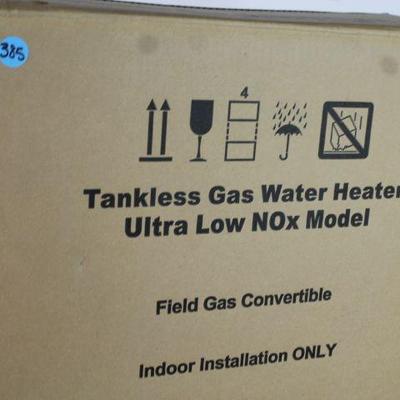 385
4
Tankless Gas Water Heater
Ultra Low NOx Model
Field Gas Convertible
Indoor Installation ONLY